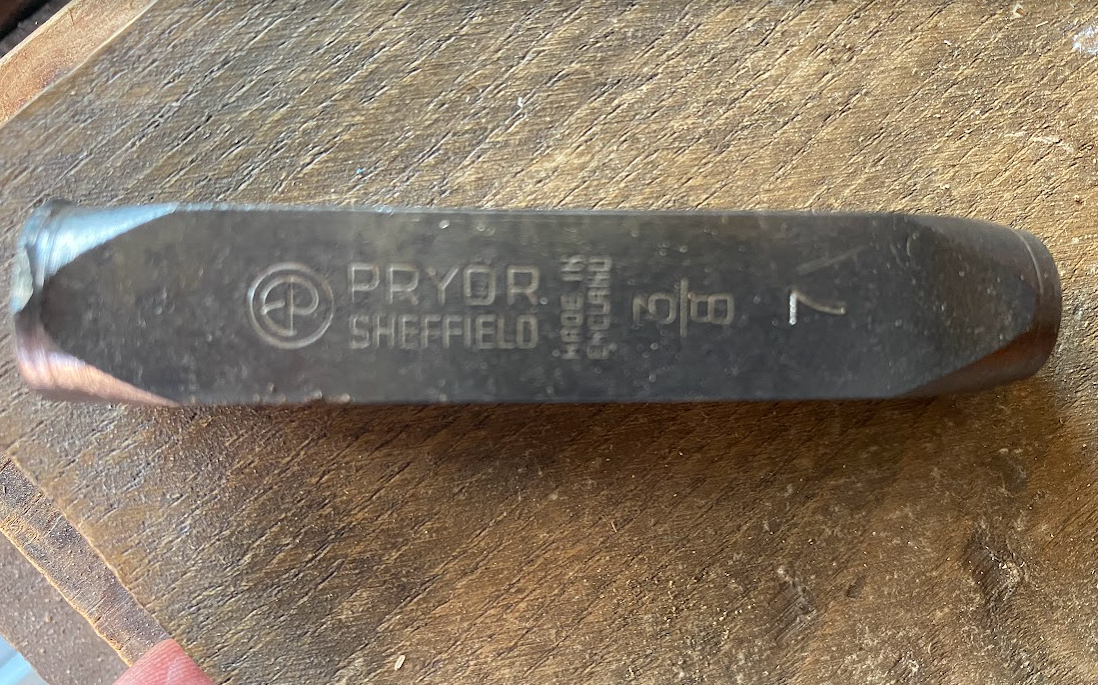 PRYOR
SHEFFIELD
MADE IN
ENGLAND
3/8
7